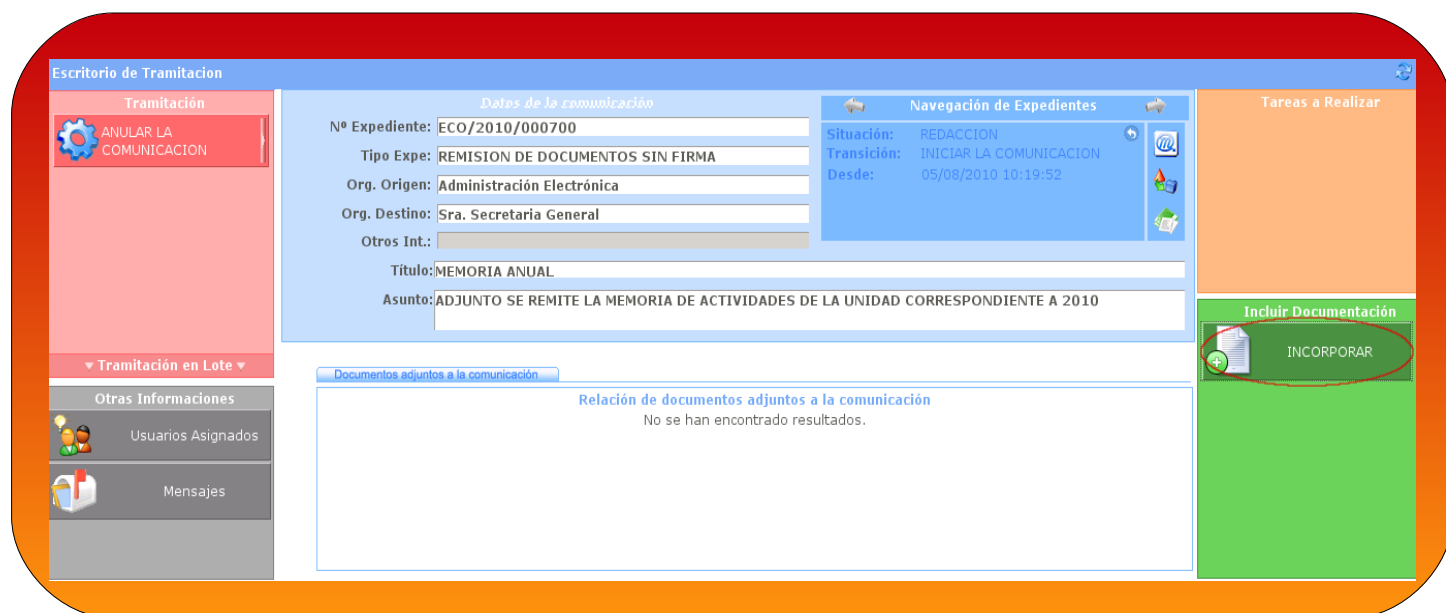 Escritorio de Tramitacion
Tramitación
ANULAR LA
COMUNICACION
▾ Tramitación en Lote ▾
Otras Informaciones
Usuarios Asignados
Mensajes
Datos de la comunicación
Nº Expediente: ECO/2010/000700
Tipo Expe: REMISION DE DOCUMENTOS SIN FIRMA
Org. Origen: Administración Electrónica
Org. Destino: Sra. Secretaria General
Otros Int.:
Título: MEMORIA ANUAL
Asunto: ADJUNTO SE REMITE LA MEMORIA DE ACTIVIDADES DE LA UNIDAD CORRESPONDIENTE A 2010
Navegación de Expedientes
Situación: REDACCION
Transición: INICIAR LA COMUNICACION
Desde: 05/08/2010 10:19:52
Documentos adjuntos a la comunicación
Relación de documentos adjuntos a la comunicación
No se han encontrado resultados.
Tareas a Realizar
Incluir Documentación
INCORPORAR